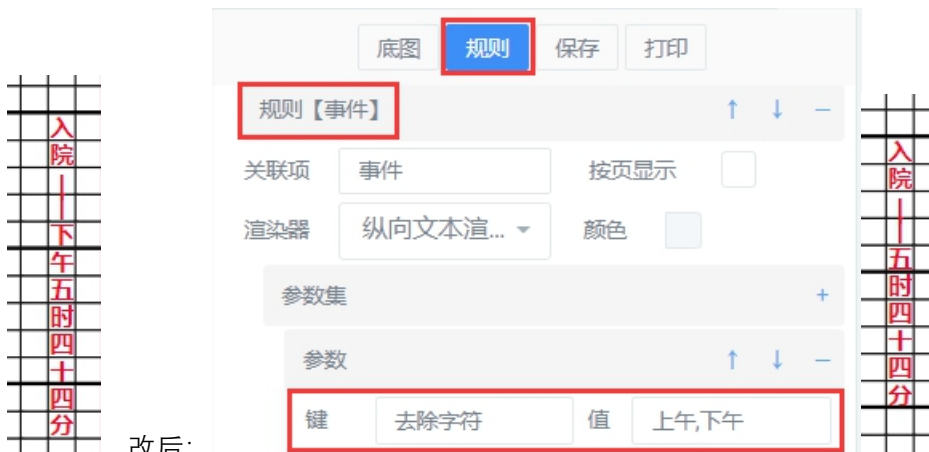 入院——下午五时四十四分
底图 规则 保存 打印
规则【事件】 ↑ ↓ −
关联项 事件 按页显示
渲染器 纵向文本渲... 颜色
参数集 +
参数 ↑ ↓ −
键 去除字符 值 上午,下午
改后:
入院——五时四十四分